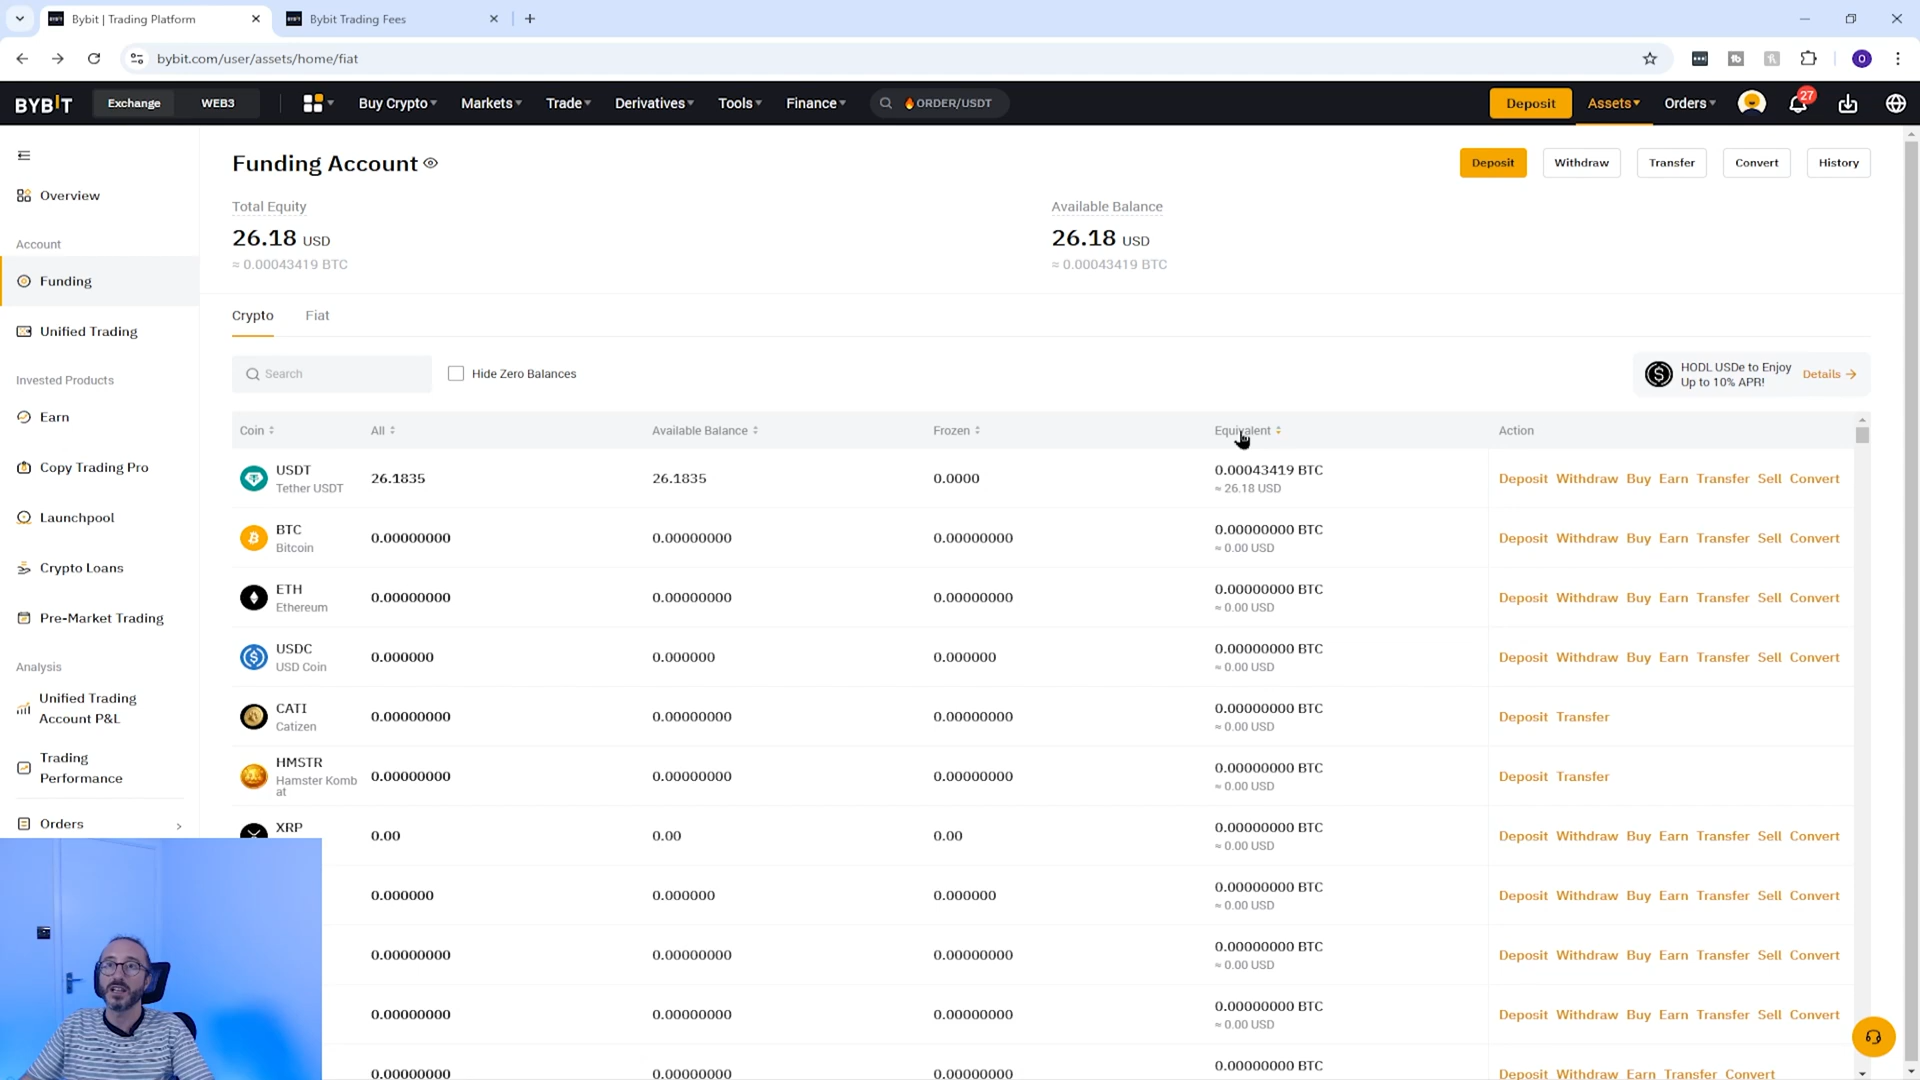 Bybit | Trading Platform
Bybit Trading Fees
bybit.com/user/assets/home/fiat
O
BYBIT
Exchange
WEB3
Buy Crypto
Markets
Trade
Derivatives
Tools
Finance
ORDER/USDT
Deposit
Assets
Orders
27
Overview
Account
Funding
Unified Trading
Invested Products
Earn
Copy Trading Pro
Launchpool
Crypto Loans
Pre-Market Trading
Analysis
Unified Trading
Account P&L
Trading
Performance
Orders
Funding Account
Deposit
Withdraw
Transfer
Convert
History
Total Equity
26.18 USD
≈ 0.00043419 BTC
Available Balance
26.18 USD
≈ 0.00043419 BTC
Crypto
Fiat
Search
Hide Zero Balances
HODL USDe to Enjoy
Up to 10% APR!
Details
Coin
All
Available Balance
Frozen
Equivalent
Action
USDT
Tether USDT
26.1835
26.1835
0.0000
0.00043419 BTC
≈ 26.18 USD
Deposit Withdraw Buy Earn Transfer Sell Convert
BTC
Bitcoin
0.00000000
0.00000000
0.00000000
0.00000000 BTC
≈ 0.00 USD
Deposit Withdraw Buy Earn Transfer Sell Convert
ETH
Ethereum
0.00000000
0.00000000
0.00000000
0.00000000 BTC
≈ 0.00 USD
Deposit Withdraw Buy Earn Transfer Sell Convert
USDC
USD Coin
0.000000
0.000000
0.000000
0.00000000 BTC
≈ 0.00 USD
Deposit Withdraw Buy Earn Transfer Sell Convert
CATI
Catizen
0.00000000
0.00000000
0.00000000
0.00000000 BTC
≈ 0.00 USD
Deposit Transfer
HMSTR
Hamster Komb
at
0.00000000
0.00000000
0.00000000
0.00000000 BTC
≈ 0.00 USD
Deposit Transfer
XRP
0.00
0.00
0.00
0.00000000 BTC
≈ 0.00 USD
Deposit Withdraw Buy Earn Transfer Sell Convert
0.000000
0.000000
0.000000
0.00000000 BTC
≈ 0.00 USD
Deposit Withdraw Buy Earn Transfer Sell Convert
0.00000000
0.00000000
0.00000000
0.00000000 BTC
≈ 0.00 USD
Deposit Withdraw Buy Earn Transfer Sell Convert
0.00000000
0.00000000
0.00000000
0.00000000 BTC
≈ 0.00 USD
Deposit Withdraw Buy Earn Transfer Sell Convert
0.00000000
0.00000000
0.00000000
0.00000000 BTC
Deposit Withdraw Earn Transfer Convert